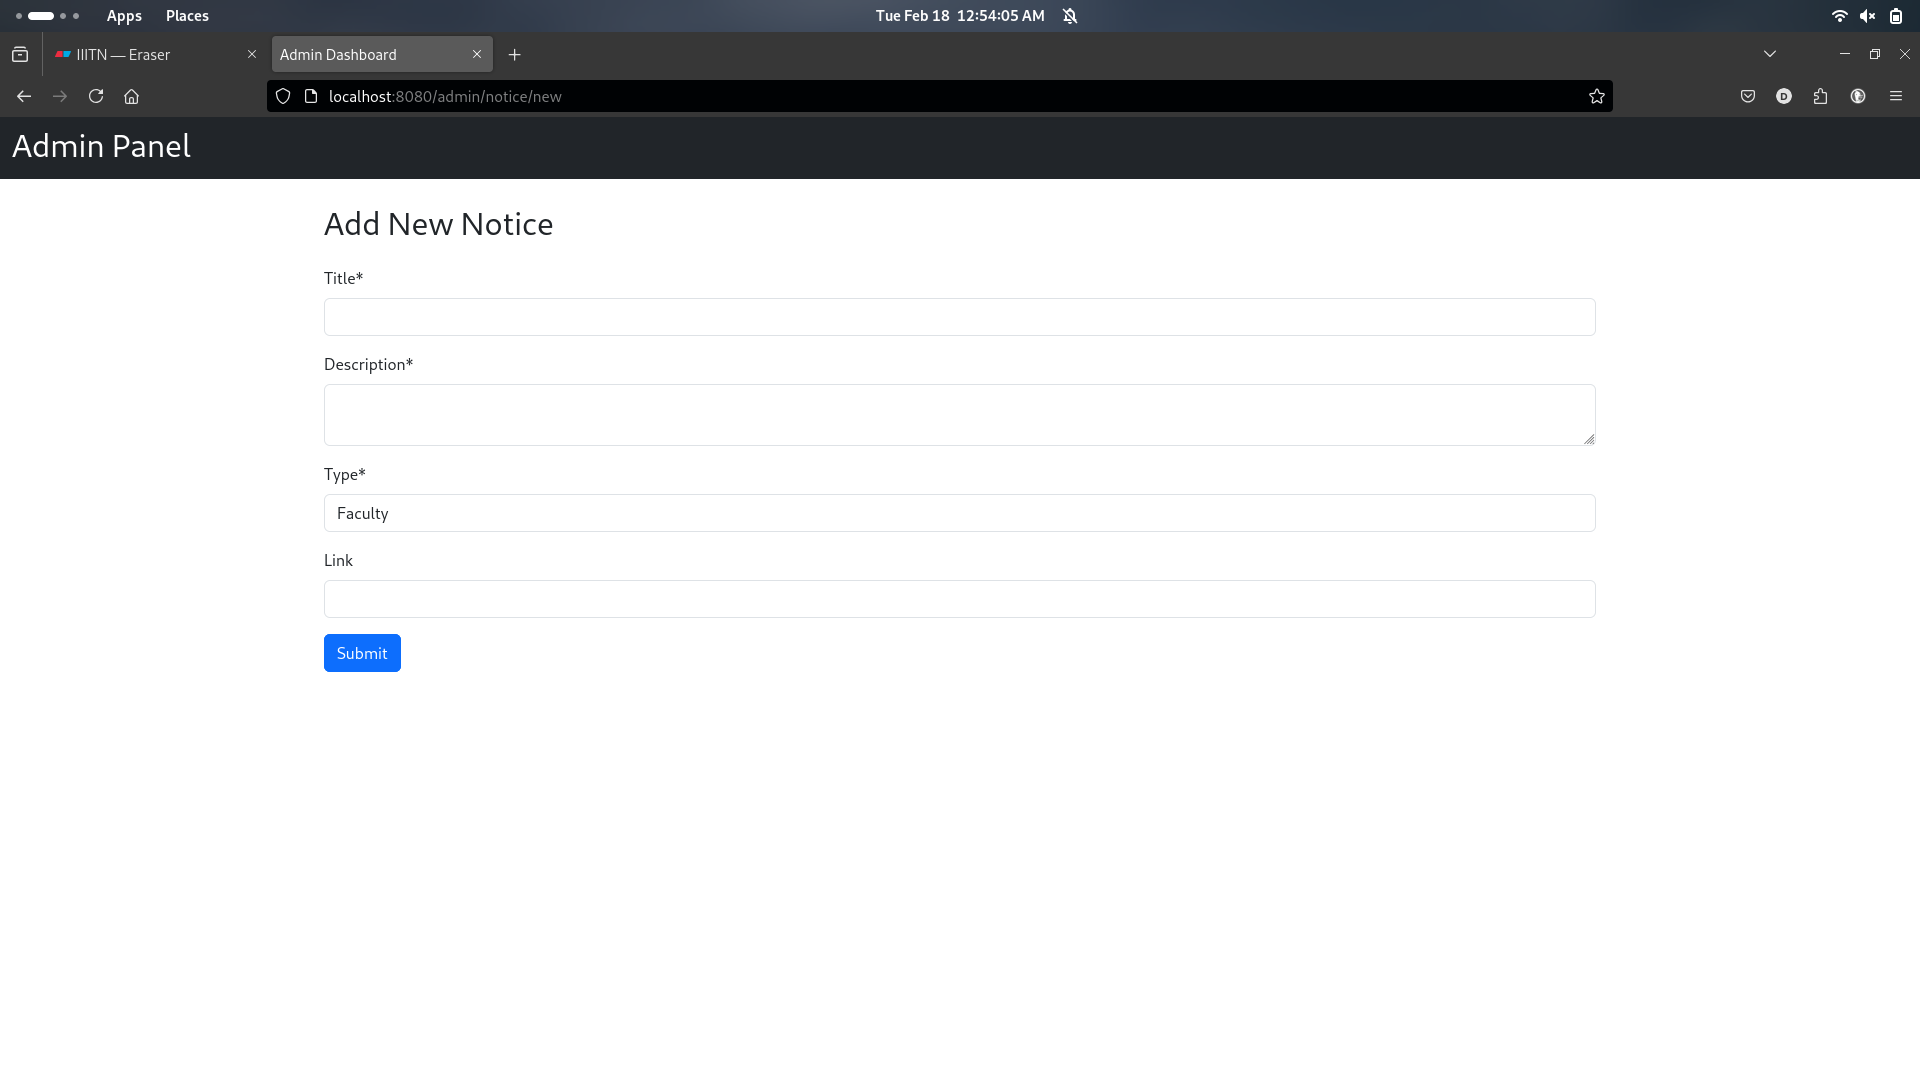 Apps Places Tue Feb 18 12:54:05 AM
IIITN — Eraser Admin Dashboard
localhost:8080/admin/notice/new D
Admin Panel
Add New Notice
Title*
Description*
Type*
Faculty
Link
Submit